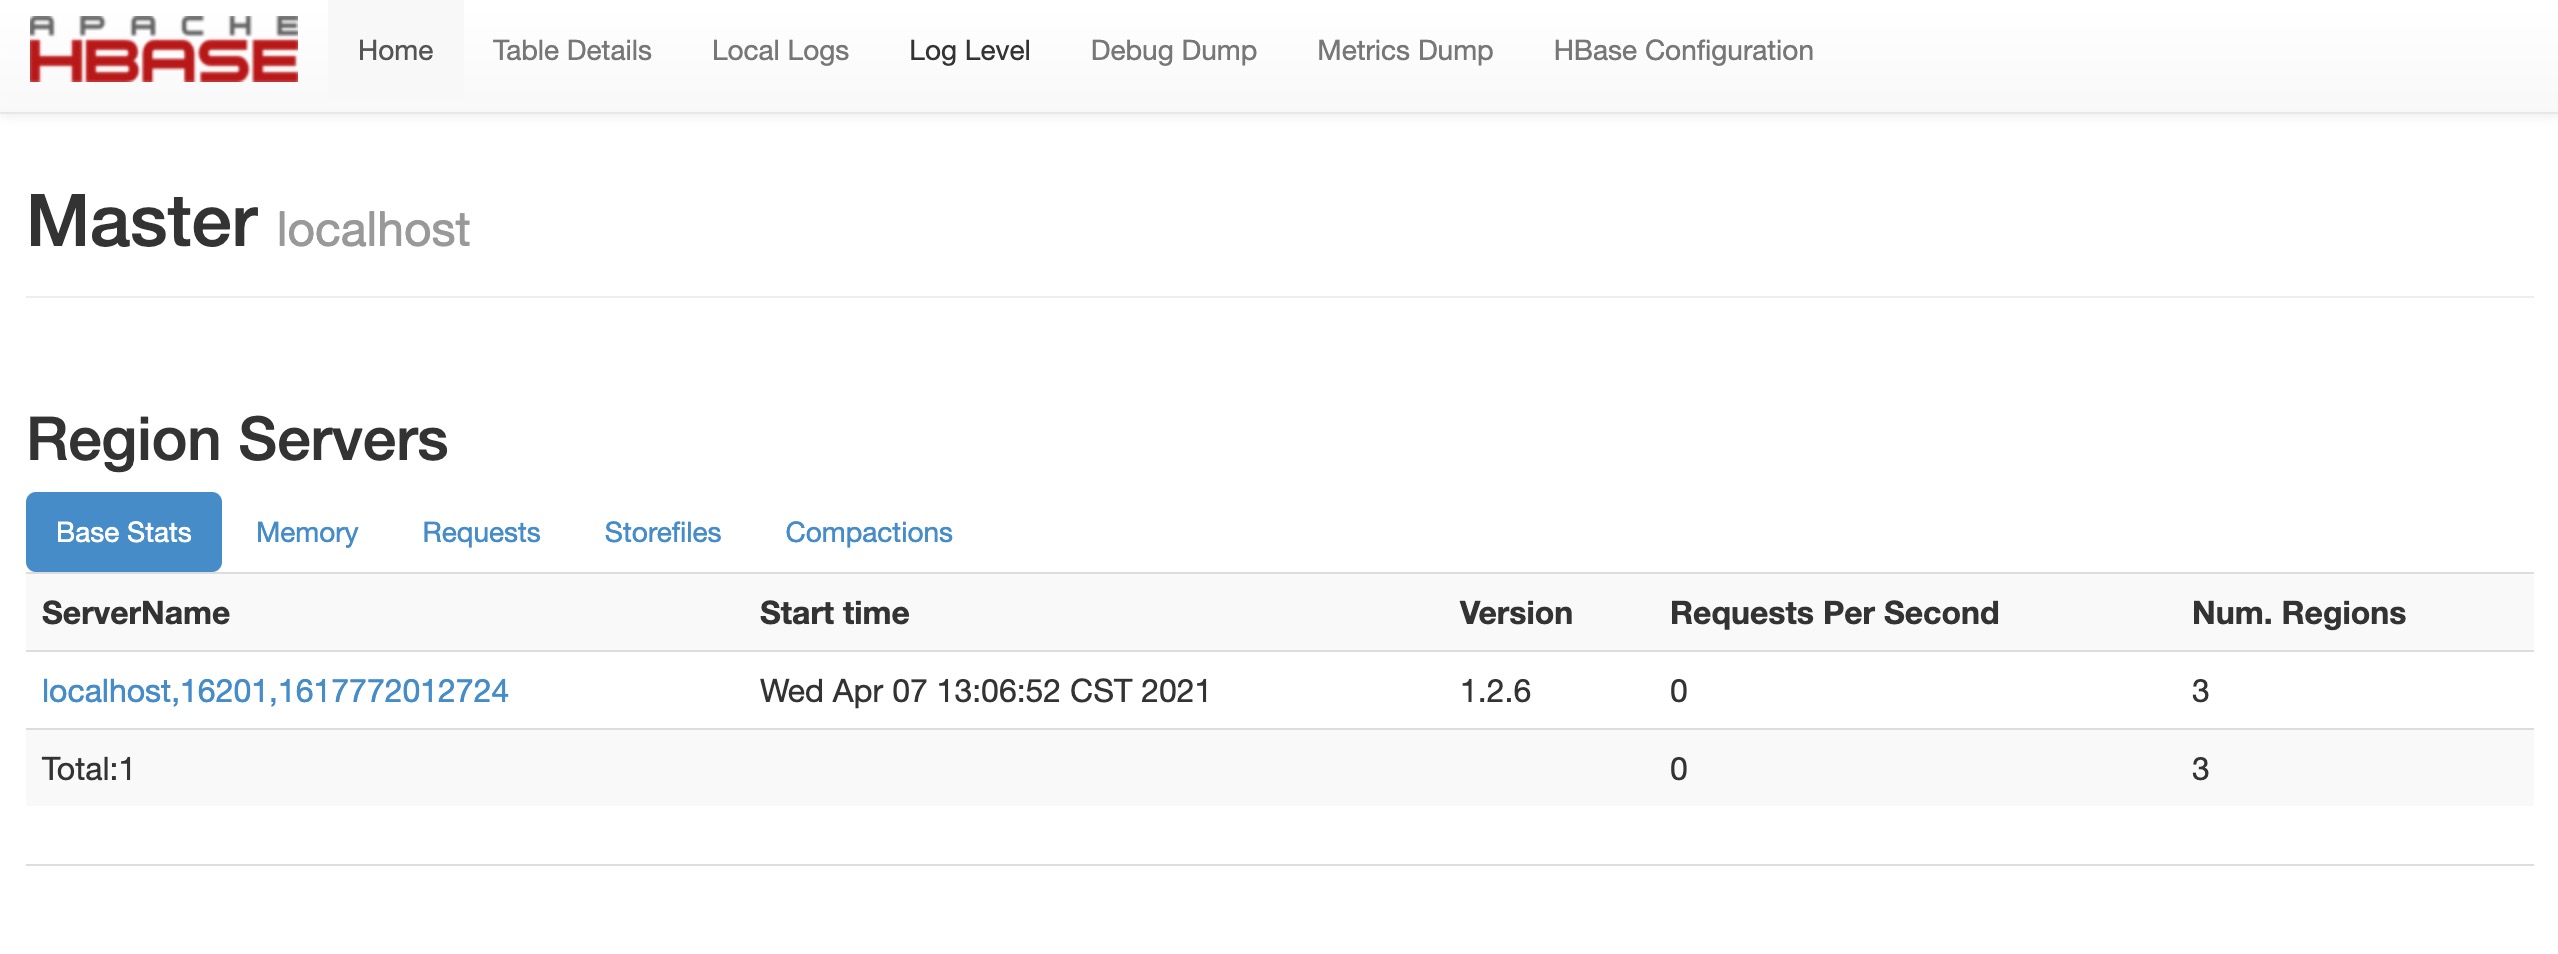 APACHE
HBASE
Home Table Details Local Logs Log Level Debug Dump Metrics Dump HBase Configuration
Master localhost
Region Servers
Base Stats Memory Requests Storefiles Compactions
ServerName Start time Version Requests Per Second Num. Regions
localhost,16201,1617772012724 Wed Apr 07 13:06:52 CST 2021 1.2.6 0 3
Total:1 0 3